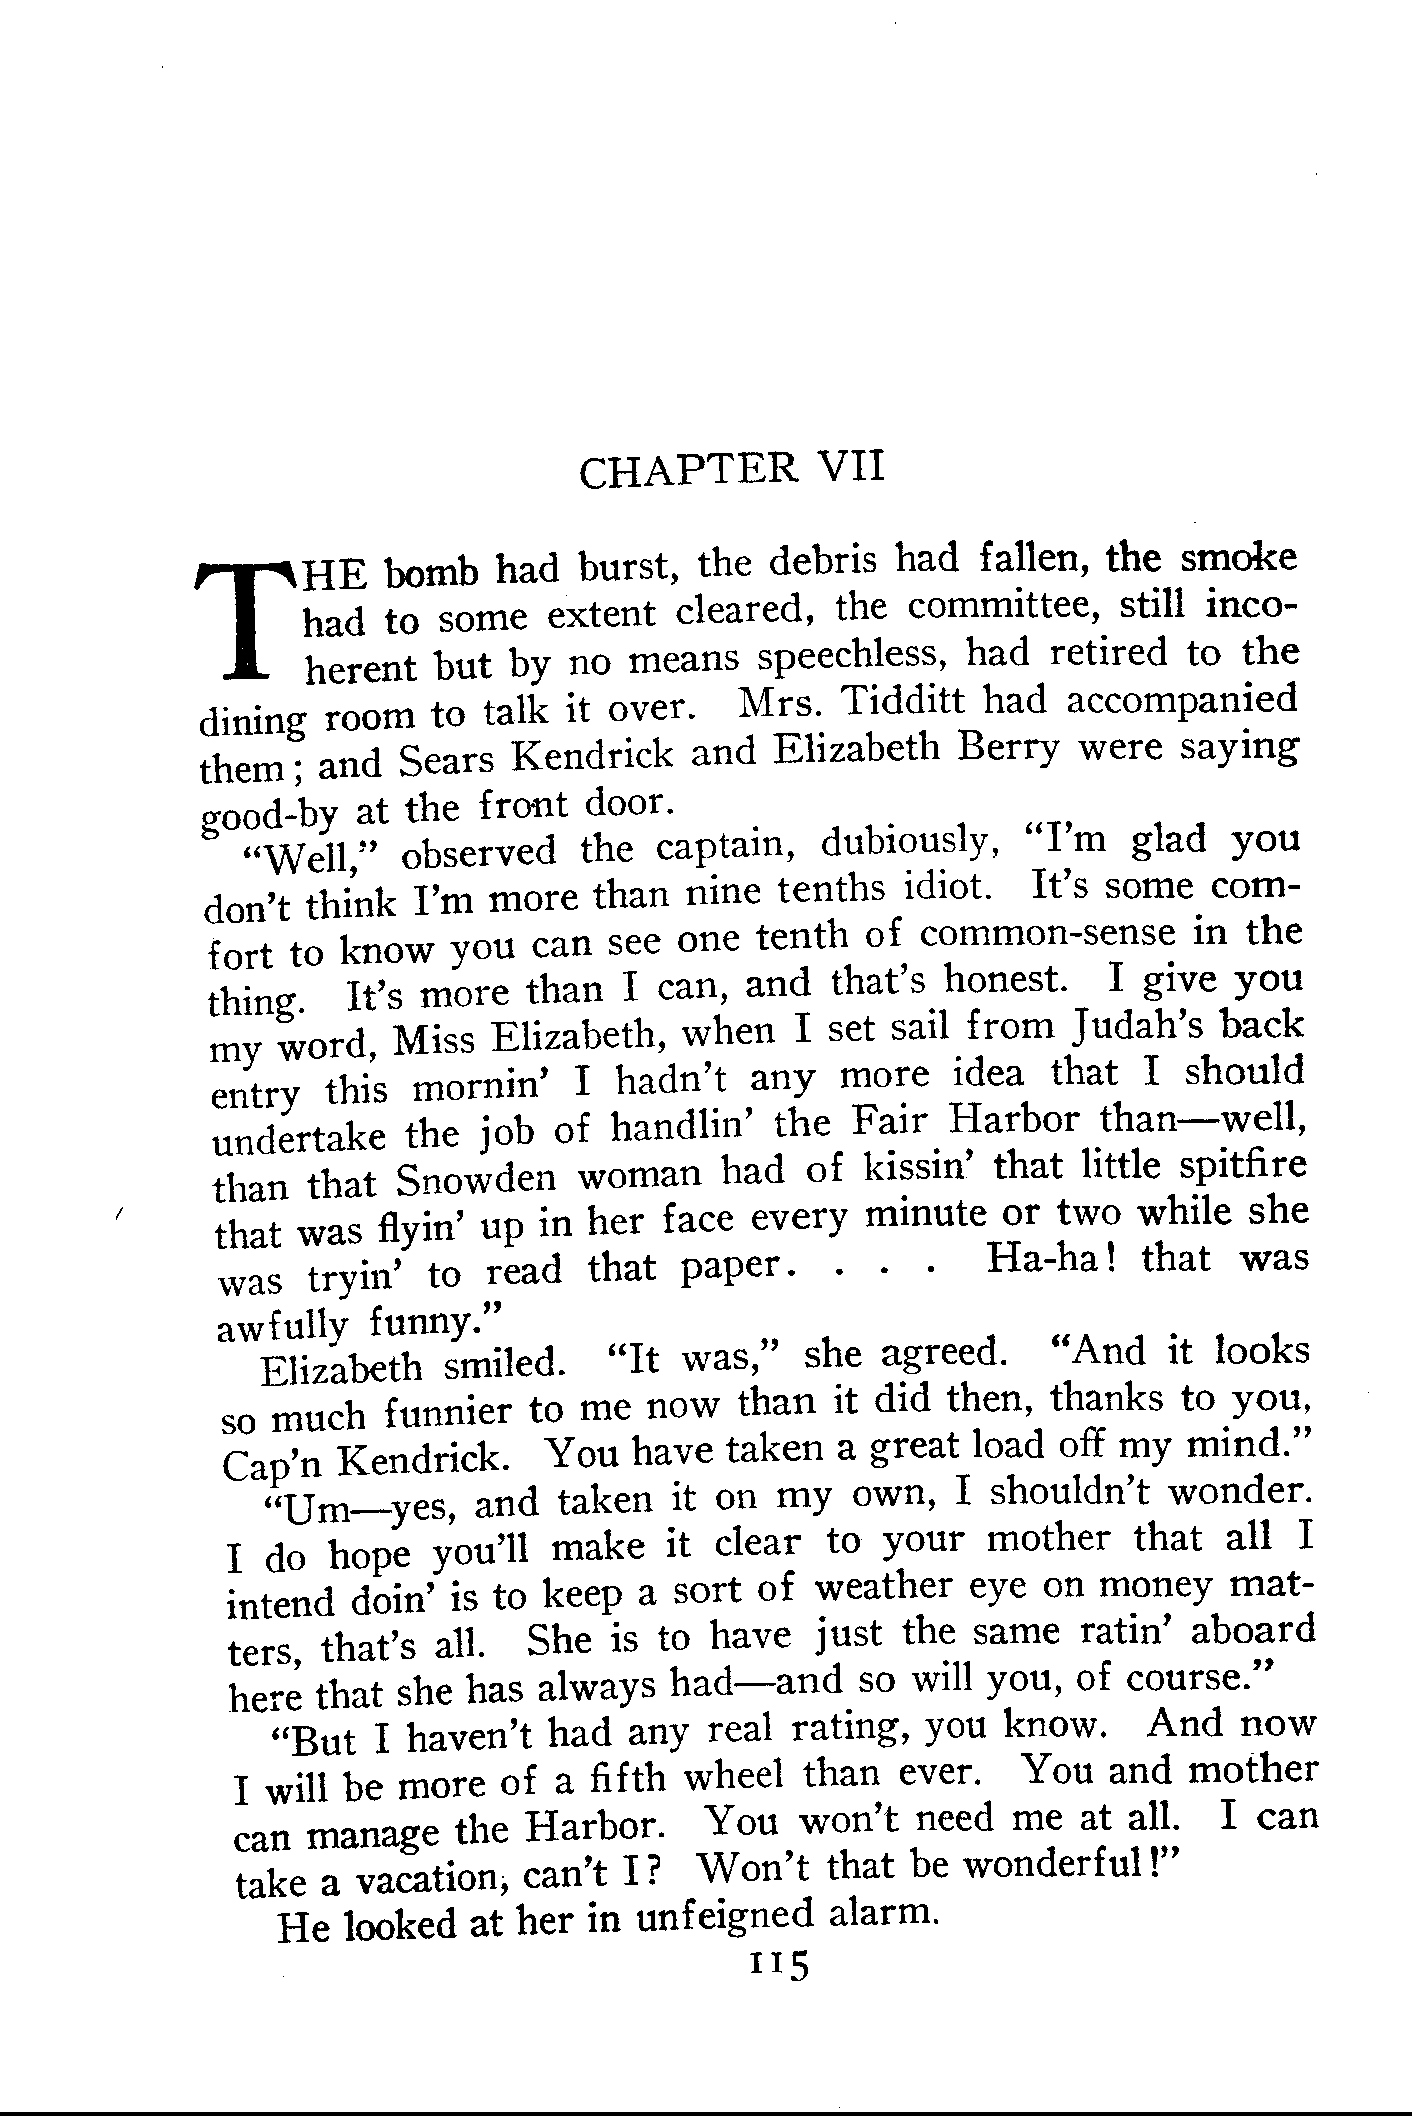 CHAPTER VII
THE bomb had burst, the debris had fallen, the smoke
had to some extent cleared, the committee, still inco-
herent but by no means speechless, had retired to the
dining room to talk it over. Mrs. Tidditt had accompanied
them; and Sears Kendrick and Elizabeth Berry were saying
good-by at the front door.
“Well,” observed the captain, dubiously, “I’m glad you
don’t think I’m more than nine tenths idiot. It’s some com-
fort to know you can see one tenth of common-sense in the
thing. It’s more than I can, and that’s honest. I give you
my word, Miss Elizabeth, when I set sail from Judah’s back
entry this mornin’ I hadn’t any more idea that I should
undertake the job of handlin’ the Fair Harbor than—well,
than that Snowden woman had of kissin’ that little spitfire
that was flyin’ up in her face every minute or two while she
was tryin’ to read that paper. . . . Ha-ha! that was
awfully funny.”
Elizabeth smiled. “It was,” she agreed. “And it looks
so much funnier to me now than it did then, thanks to you,
Cap’n Kendrick. You have taken a great load off my mind.”
“Um—yes, and taken it on my own, I shouldn’t wonder.
I do hope you’ll make it clear to your mother that all I
intend doin’ is to keep a sort of weather eye on money mat-
ters, that’s all. She is to have just the same ratin’ aboard
here that she has always had—and so will you, of course.”
“But I haven’t had any real rating, you know. And now
I will be more of a fifth wheel than ever. You and mother
can manage the Harbor. You won’t need me at all. I can
take a vacation, can’t I? Won’t that be wonderful!”
He looked at her in unfeigned alarm.
115